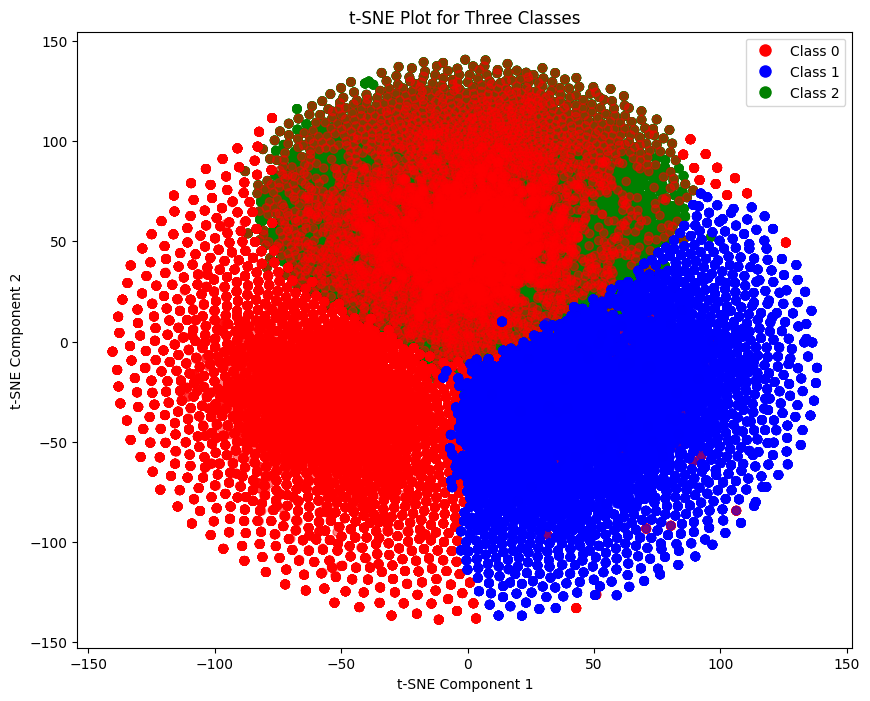 t-SNE Plot for Three Classes
Class 0
Class 1
Class 2
150
100
50
0
−50
−100
−150
t-SNE Component 2
−150
−100
−50
0
50
100
150
t-SNE Component 1